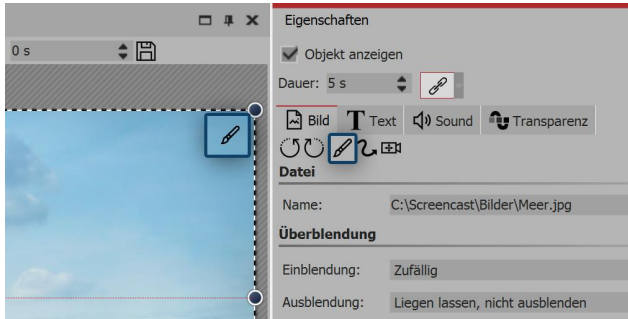 0 s
Eigenschaften
Objekt anzeigen
Dauer: 5 s
Bild Text Sound Transparenz
Datei
Name: C:\Screencast\Bilder\Meer.jpg
Überblendung
Einblendung: Zufällig
Ausblendung: Liegen lassen, nicht ausblenden